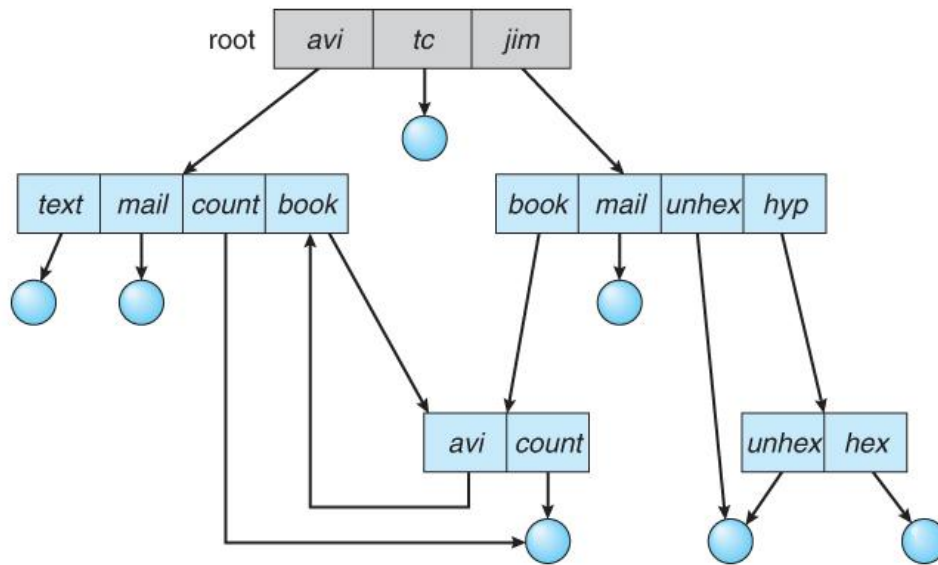 root avi tc jim
text mail count book book mail unhex hyp
avi count unhex hex